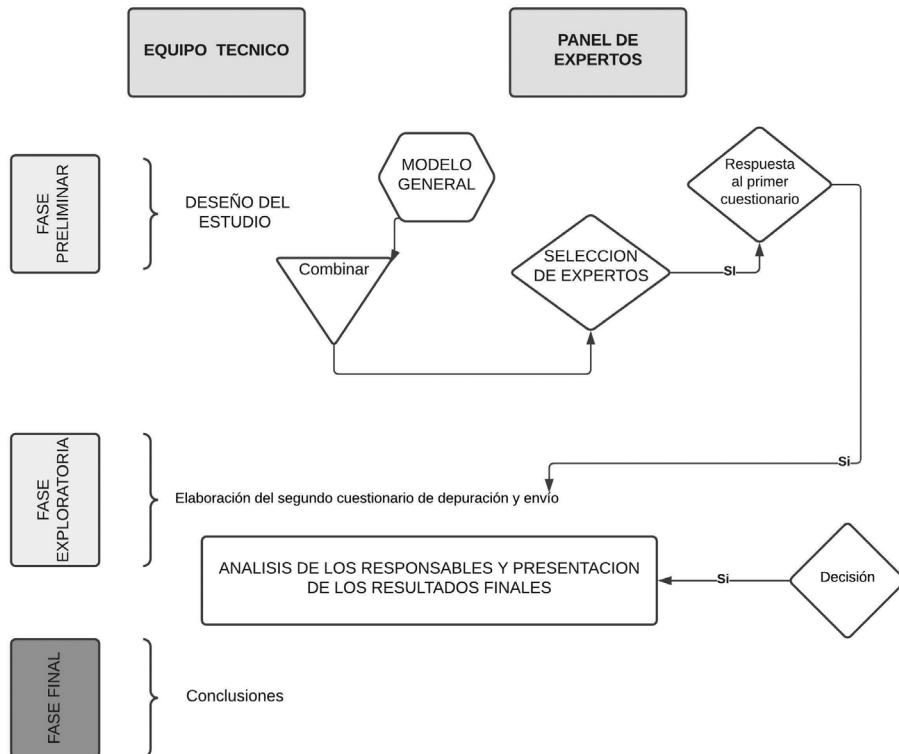 EQUIPO TECNICO
PANEL DE
EXPERTOS
FASE
PRELIMINAR
DESEÑO DEL
ESTUDIO
MODELO
GENERAL
Combinar
SELECCION
DE EXPERTOS
SI
Respuesta
al primer
cuestionario
Si
FASE
EXPLORATORIA
Elaboración del segundo cuestionario de depuración y envío
ANALISIS DE LOS RESPONSABLES Y PRESENTACION
DE LOS RESULTADOS FINALES
Si
Decisión
FASE FINAL
Conclusiones